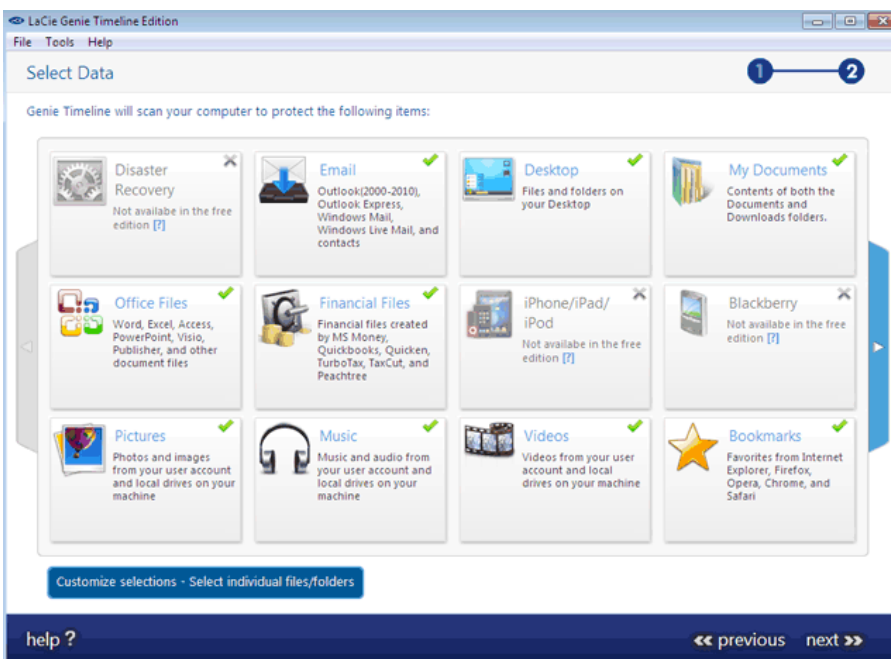 LaCie Genie Timeline Edition
File Tools Help
Select Data
1 2
Genie Timeline will scan your computer to protect the following items:
Disaster
Recovery
Not availabe in the free
edition [?]
Email
Outlook(2000-2010),
Outlook Express,
Windows Mail,
Windows Live Mail, and
contacts
Desktop
Files and folders on
your Desktop
My Documents
Contents of both the
Documents and
Downloads folders.
Office Files
Word, Excel, Access,
PowerPoint, Visio,
Publisher, and other
document files
Financial Files
Financial files created
by MS Money,
Quickbooks, Quicken,
TurboTax, TaxCut, and
Peachtree
iPhone/iPad/
iPod
Not availabe in the free
edition [?]
Blackberry
Not availabe in the free
edition [?]
Pictures
Photos and images
from your user account
and local drives on your
machine
Music
Music and audio from
your user account and
local drives on your
machine
Videos
Videos from your user
account and local
drives on your machine
Bookmarks
Favorites from Internet
Explorer, Firefox,
Opera, Chrome, and
Safari
Customize selections - Select individual files/folders
help ?
previous next